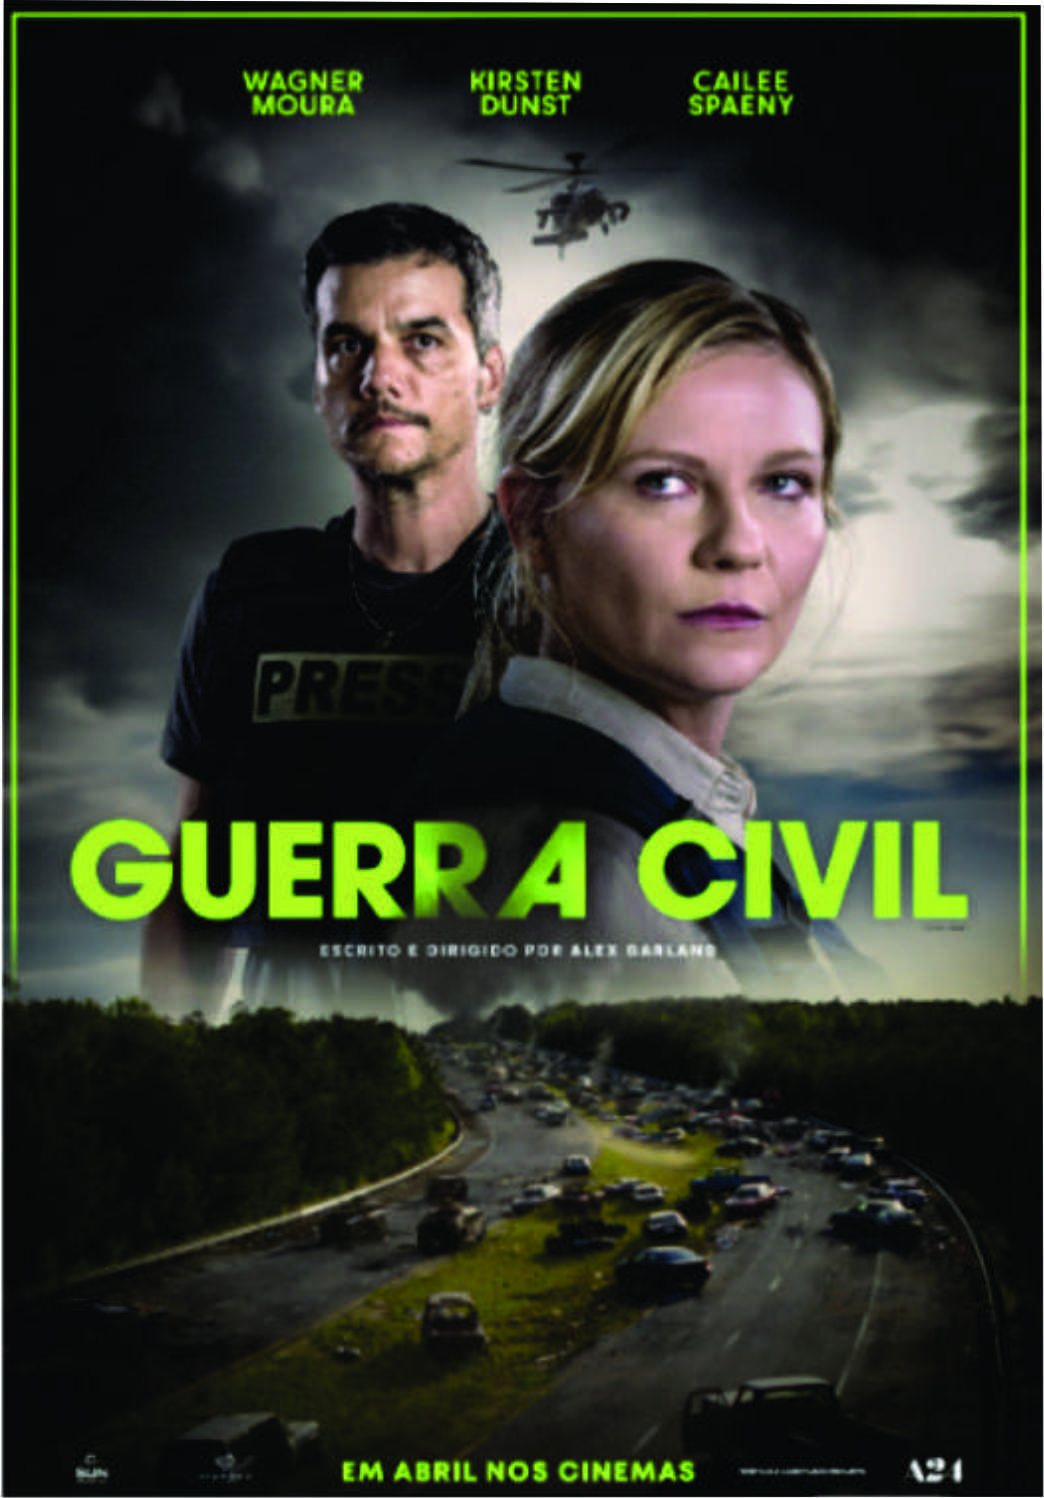 WAGNER
MOURA
KIRSTEN
DUNST
CAILEE
SPAENY
PRESS
GUERRA CIVIL
ESCRITO E DIRIGIDO POR ALEX GARLAND
SUN
EM ABRIL NOS CINEMAS
A24